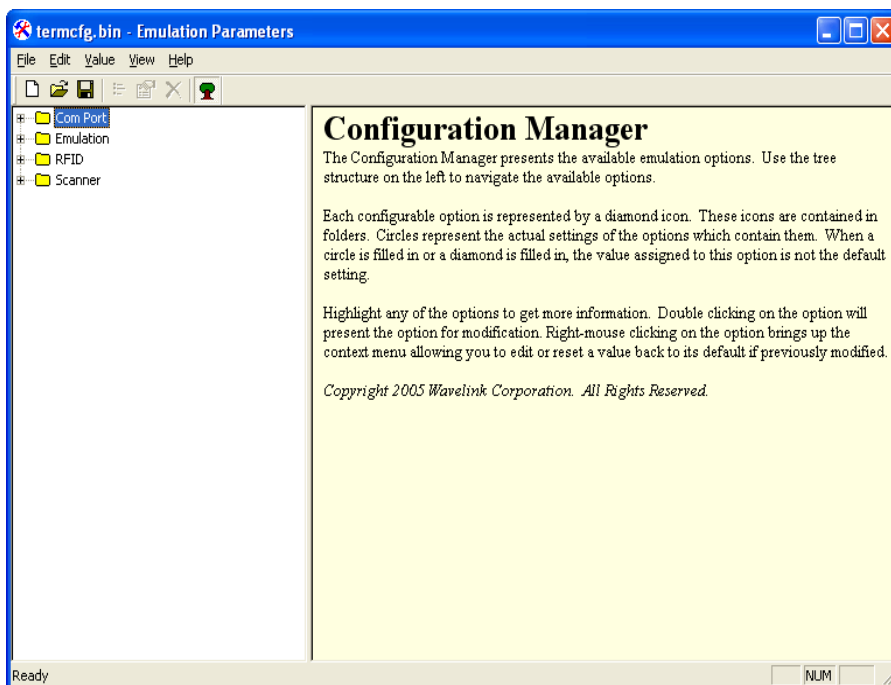 termcfg.bin - Emulation Parameters
File Edit Value View Help
Com Port
Emulation
RFID
Scanner
Configuration Manager
The Configuration Manager presents the available emulation options. Use the tree
structure on the left to navigate the available options.
Each configurable option is represented by a diamond icon. These icons are contained in
folders. Circles represent the actual settings of the options which contain them. When a
circle is filled in or a diamond is filled in, the value assigned to this option is not the default
setting.
Highlight any of the options to get more information. Double clicking on the option will
present the option for modification. Right-mouse clicking on the option brings up the
context menu allowing you to edit or reset a value back to its default if previously modified.
Copyright 2005 Wavelink Corporation. All Rights Reserved.
Ready NUM